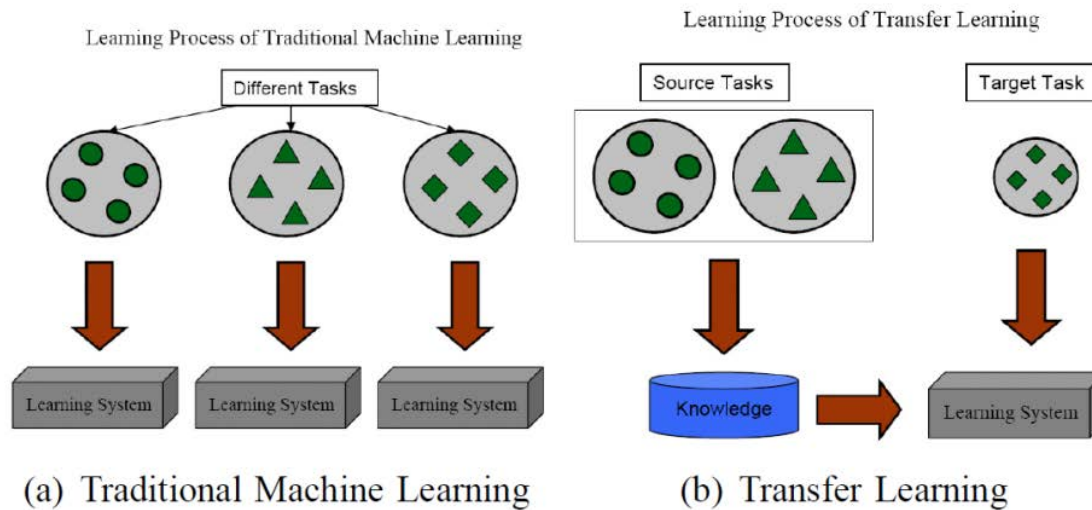 Learning Process of Traditional Machine Learning
Different Tasks
Learning System
Learning System
Learning System
(a) Traditional Machine Learning
Learning Process of Transfer Learning
Source Tasks
Target Task
Knowledge
Learning System
(b) Transfer Learning